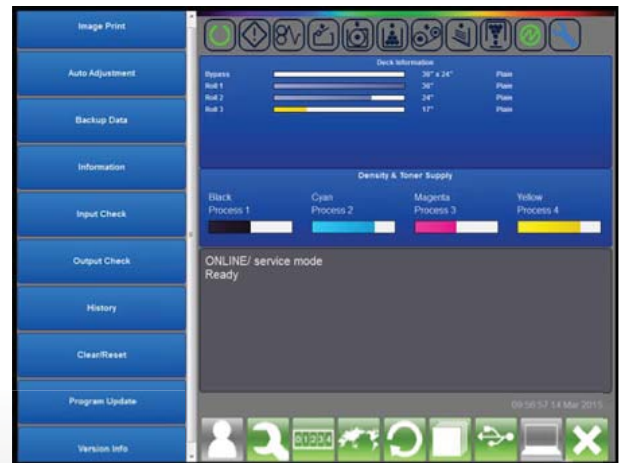 Image Print
Auto Adjustment
Backup Data
Information
Input Check
Output Check
History
Clear/Reset
Program Update
Version Info
Deck Information
Bypass 36" x 24" Plain
Roll 1 36" Plain
Roll 2 24" Plain
Roll 3 17" Plain
Density & Toner Supply
Black Cyan Magenta Yellow
Process 1 Process 2 Process 3 Process 4
ONLINE/ service mode
Ready
09:56:57 14 Mar 2015
01234